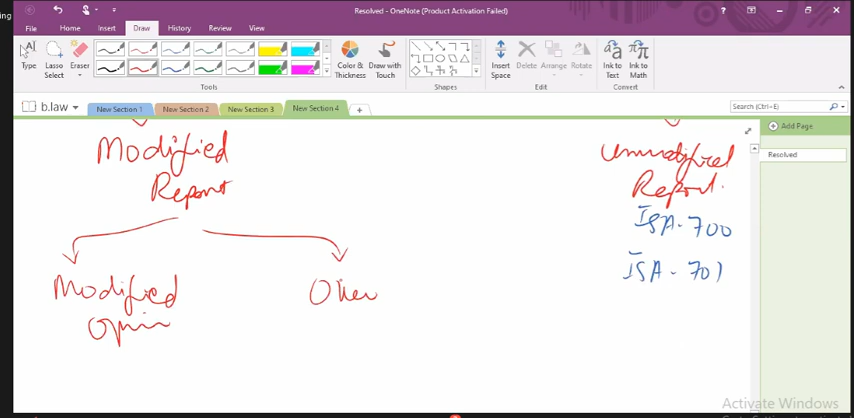 ing
Resolved - OneNote (Product Activation Failed)
File Home Insert Draw History Review View
Type
Lasso Select
Eraser
Color & Thickness
Draw with Touch
Insert Space
Delete
Arrange
Rotate
Ink to Text
Ink to Math
Tools
Shapes
Edit
Convert
b.law
New Section 1
New Section 2
New Section 3
New Section 4
Search (Ctrl+E)
Add Page
Resolved
Modified
Report
Unmodified
Report.
ISA-700
ISA-701
Modified
Opini
Other
Activate Windows